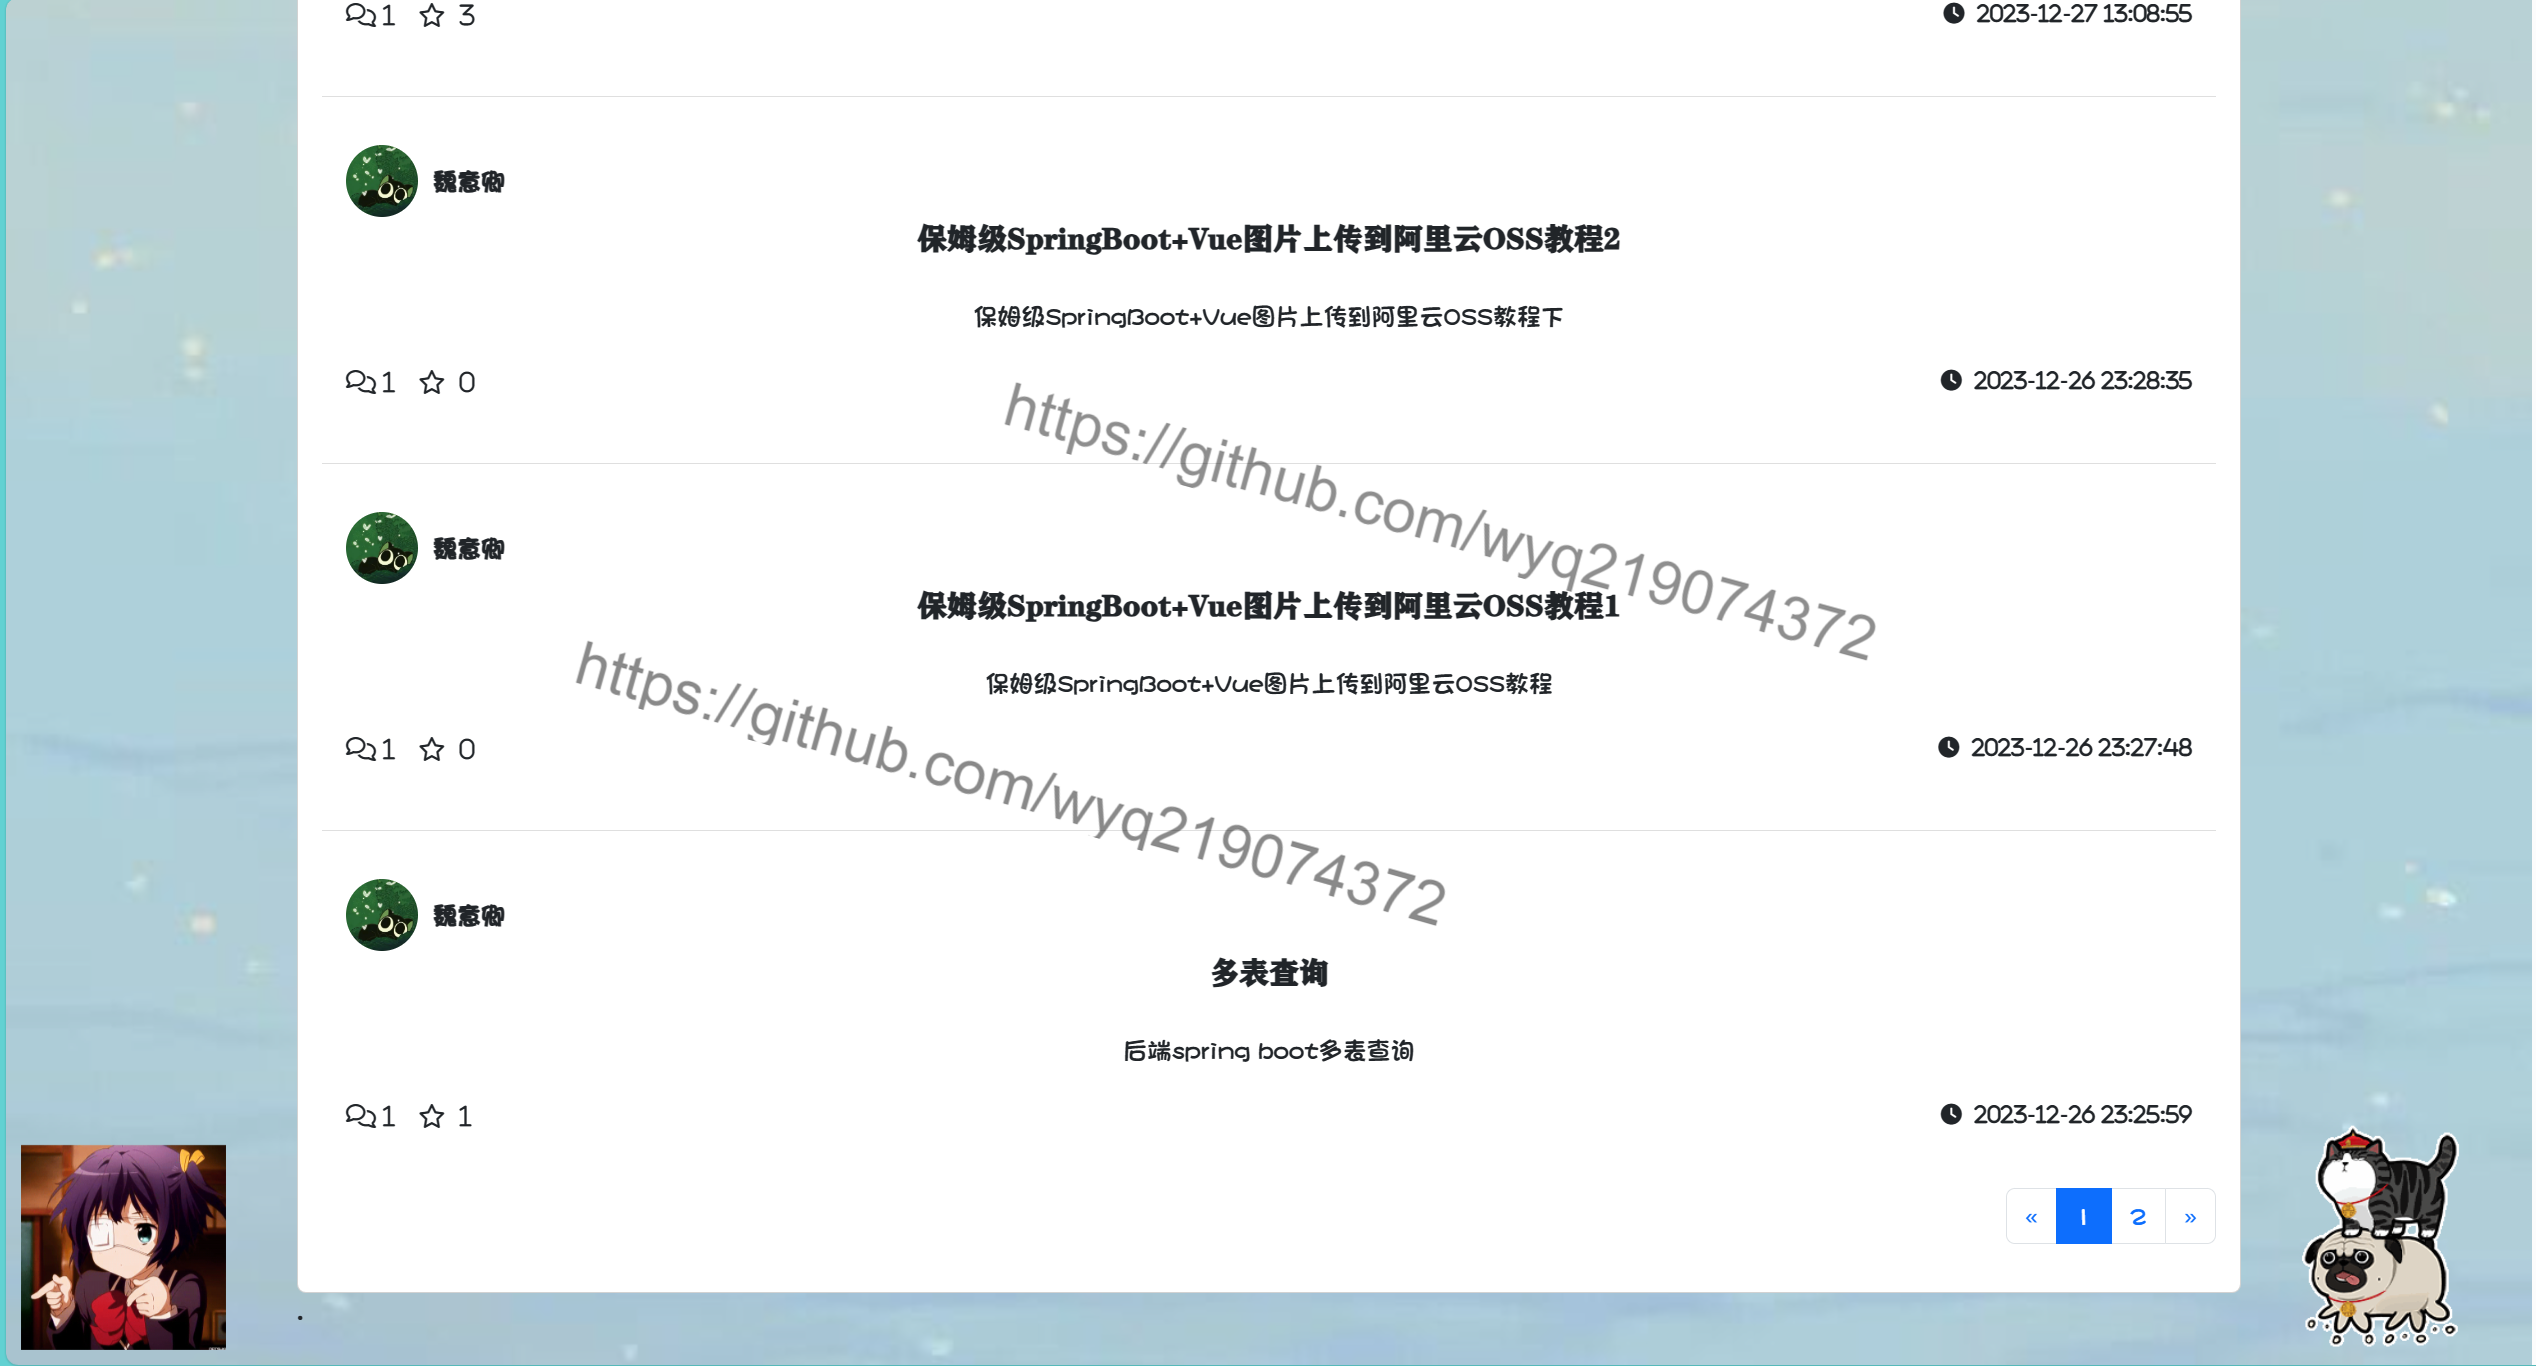 1 3 2023-12-27 13:08:55
魏意卿
保姆级SpringBoot+Vue图片上传到阿里云OSS教程2
保姆级SpringBoot+Vue图片上传到阿里云OSS教程下
1 0 2023-12-26 23:28:35
https://github.com/wyq219074372
魏意卿
保姆级SpringBoot+Vue图片上传到阿里云OSS教程1
保姆级SpringBoot+Vue图片上传到阿里云OSS教程
1 0 2023-12-26 23:27:48
https://github.com/wyq219074372
魏意卿
多表查询
后端spring boot多表查询
1 1 2023-12-26 23:25:59
« 1 2 »